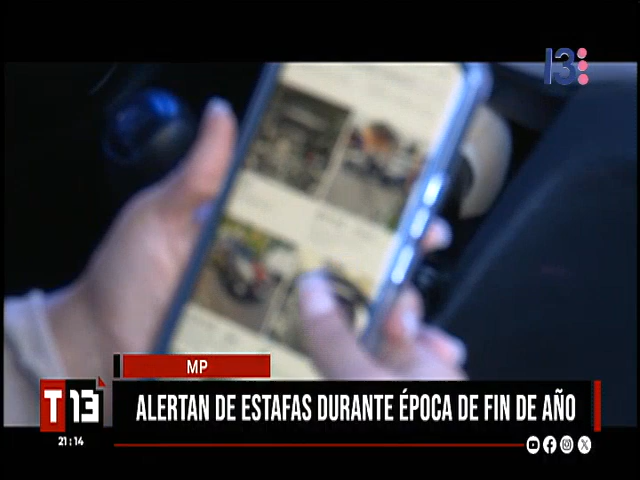 13
MP
T13
ALERTAN DE ESTAFAS DURANTE ÉPOCA DE FIN DE AÑO
21:14